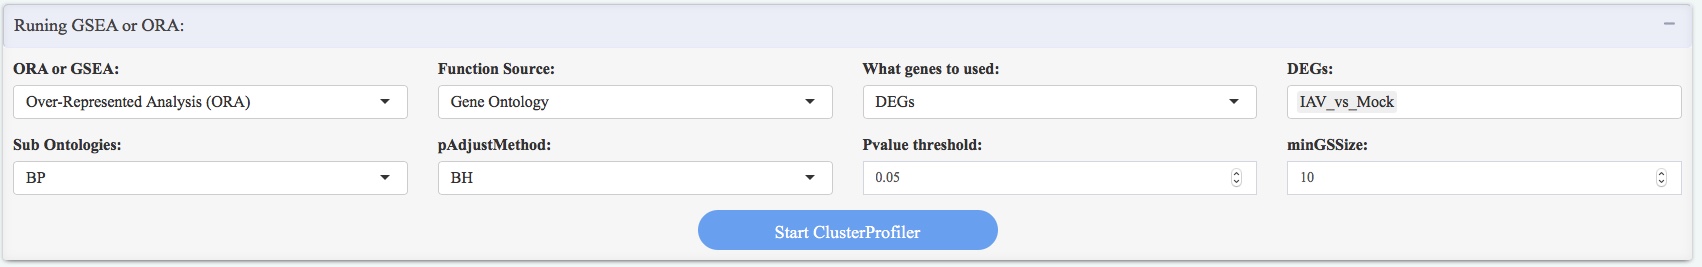 Runing GSEA or ORA:
ORA or GSEA: Function Source: What genes to used: DEGs:
Over-Represented Analysis (ORA) Gene Ontology DEGs IAV_vs_Mock
Sub Ontologies: pAdjustMethod: Pvalue threshold: minGSSize:
BP BH 0.05 10
Start ClusterProfiler